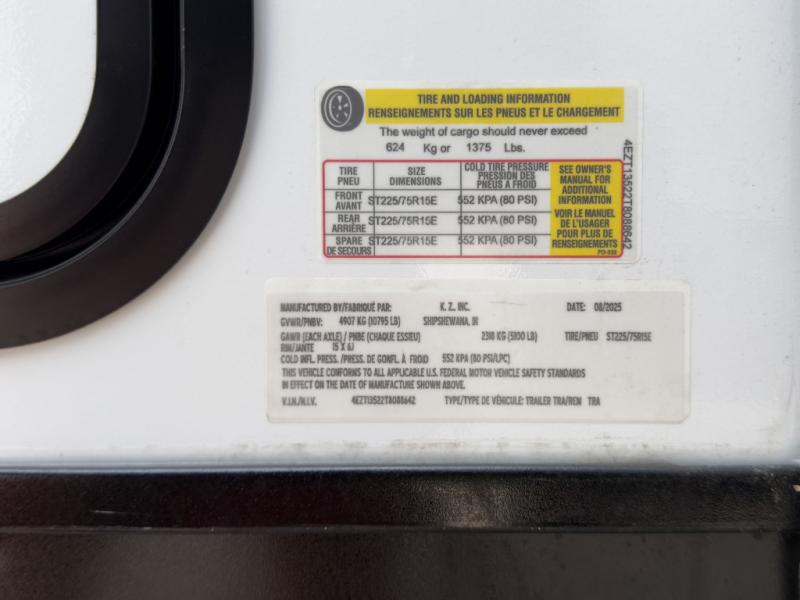 TIRE AND LOADING INFORMATION
RENSEIGNEMENTS SUR LES PNEUS ET LE CHARGEMENT
The weight of cargo should never exceed
624 Kg or 1375 Lbs.
TIRE PNEU SIZE DIMENSIONS COLD TIRE PRESSURE PRESSION DES PNEUS À FROID
FRONT AVANT ST225/75R15E 552 KPA (80 PSI)
REAR ARRIÈRE ST225/75R15E 552 KPA (80 PSI)
SPARE DE SECOURS ST225/75R15E 552 KPA (80 PSI)
SEE OWNER'S
MANUAL FOR
ADDITIONAL
INFORMATION
VOIR LE MANUEL
DE L'USAGER
POUR PLUS DE
RENSEIGNEMENTS
4EZT13522T8088642
MANUFACTURED BY/FABRIQUÉ PAR: K. Z., INC. DATE: 08/2025
GVWR/PNBV: 4907 KG (10795 LB) SHIPSHEWANA, IN
GAWR (EACH AXLE) / PNBE (CHAQUE ESSIEU) 2318 KG (5100 LB) TIRE/PNEU ST225/75R15E
RIM/JANTE 15 X 6J
COLD INFL. PRESS. /PRESS. DE GONFL. À FROID 552 KPA (80 PSI/LPC)
THIS VEHICLE CONFORMS TO ALL APPLICABLE U.S. FEDERAL MOTOR VEHICLE SAFETY STANDARDS
IN EFFECT ON THE DATE OF MANUFACTURE SHOWN ABOVE.
V.I.N./N.I.V. 4EZT13522T8088642 TYPE/TYPE DE VÉHICULE: TRAILER TRA/REN TRA